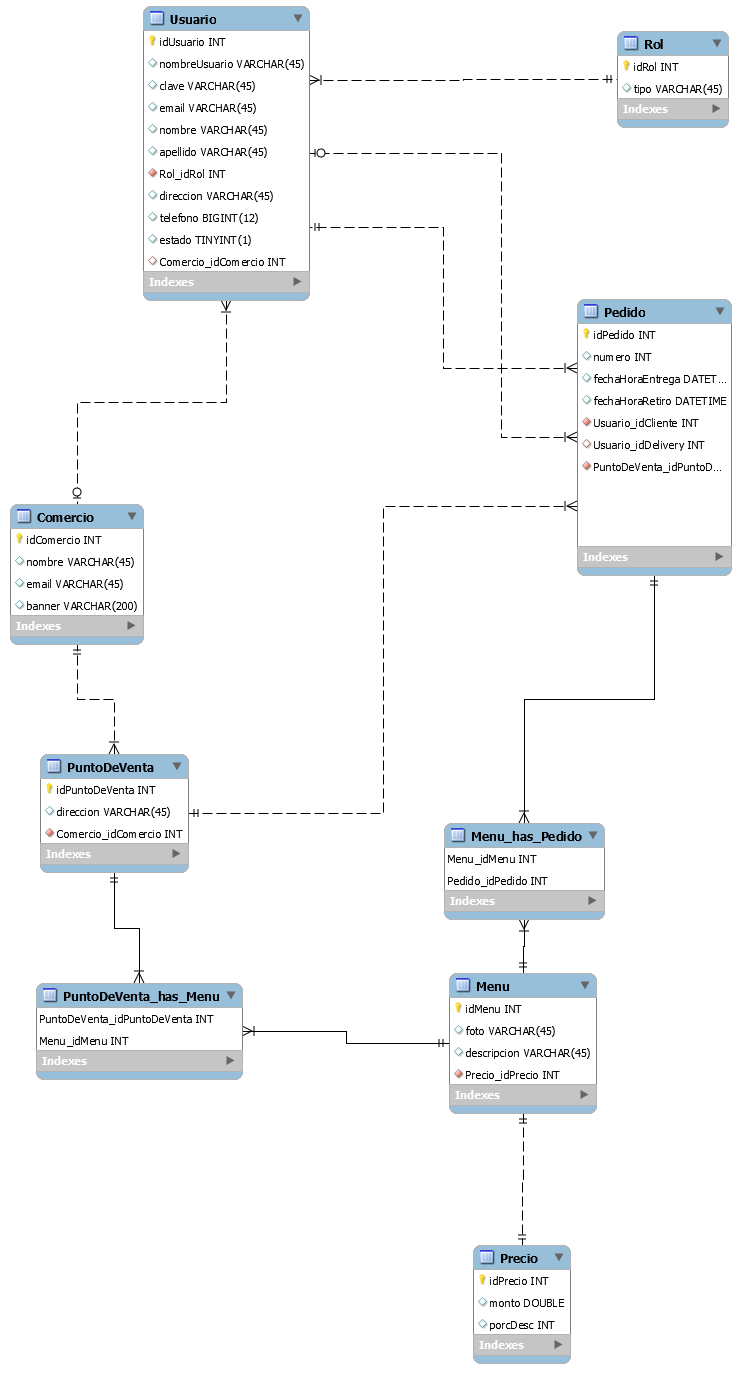 Usuario
idUsuario INT
nombreUsuario VARCHAR(45)
clave VARCHAR(45)
email VARCHAR(45)
nombre VARCHAR(45)
apellido VARCHAR(45)
Rol_idRol INT
direccion VARCHAR(45)
telefono BIGINT(12)
estado TINYINT(1)
Comercio_idComercio INT
Indexes
Rol
idRol INT
tipo VARCHAR(45)
Indexes
Pedido
idPedido INT
numero INT
fechaHoraEntrega DATET...
fechaHoraRetiro DATETIME
Usuario_idCliente INT
Usuario_idDelivery INT
PuntoDeVenta_idPuntoD...
Indexes
Comercio
idComercio INT
nombre VARCHAR(45)
email VARCHAR(45)
banner VARCHAR(200)
Indexes
PuntoDeVenta
idPuntoDeVenta INT
direccion VARCHAR(45)
Comercio_idComercio INT
Indexes
Menu_has_Pedido
Menu_idMenu INT
Pedido_idPedido INT
Indexes
PuntoDeVenta_has_Menu
PuntoDeVenta_idPuntoDeVenta INT
Menu_idMenu INT
Indexes
Menu
idMenu INT
foto VARCHAR(45)
descripcion VARCHAR(45)
Precio_idPrecio INT
Indexes
Precio
idPrecio INT
monto DOUBLE
porcDesc INT
Indexes